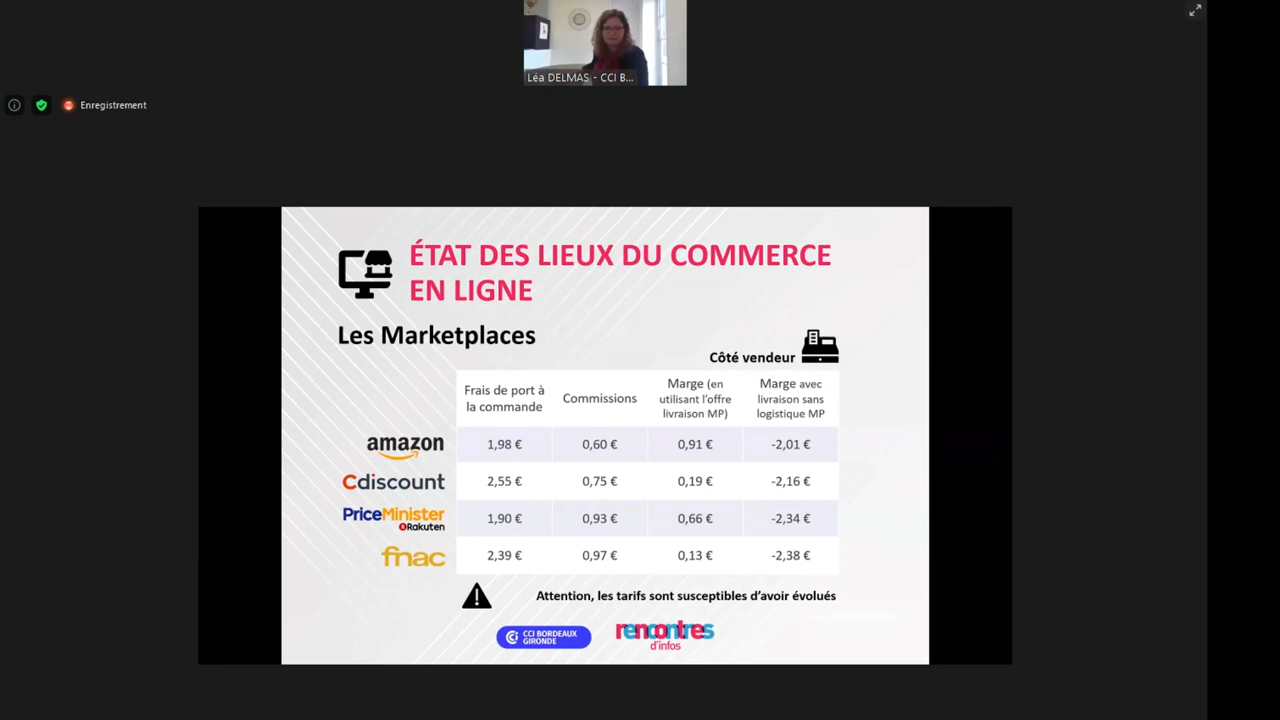 Léa DELMAS - CCI B...
Enregistrement
ÉTAT DES LIEUX DU COMMERCE
EN LIGNE
Les Marketplaces
Côté vendeur
Frais de port à la commande
Commissions
Marge (en utilisant l'offre livraison MP)
Marge avec livraison sans logistique MP
amazon 1,98 € 0,60 € 0,91 € -2,01 €
Cdiscount 2,55 € 0,75 € 0,19 € -2,16 €
PriceMinister Rakuten 1,90 € 0,93 € 0,66 € -2,34 €
fnac 2,39 € 0,97 € 0,13 € -2,38 €
Attention, les tarifs sont susceptibles d'avoir évolués
CCI BORDEAUX
GIRONDE
rencontres
d'infos